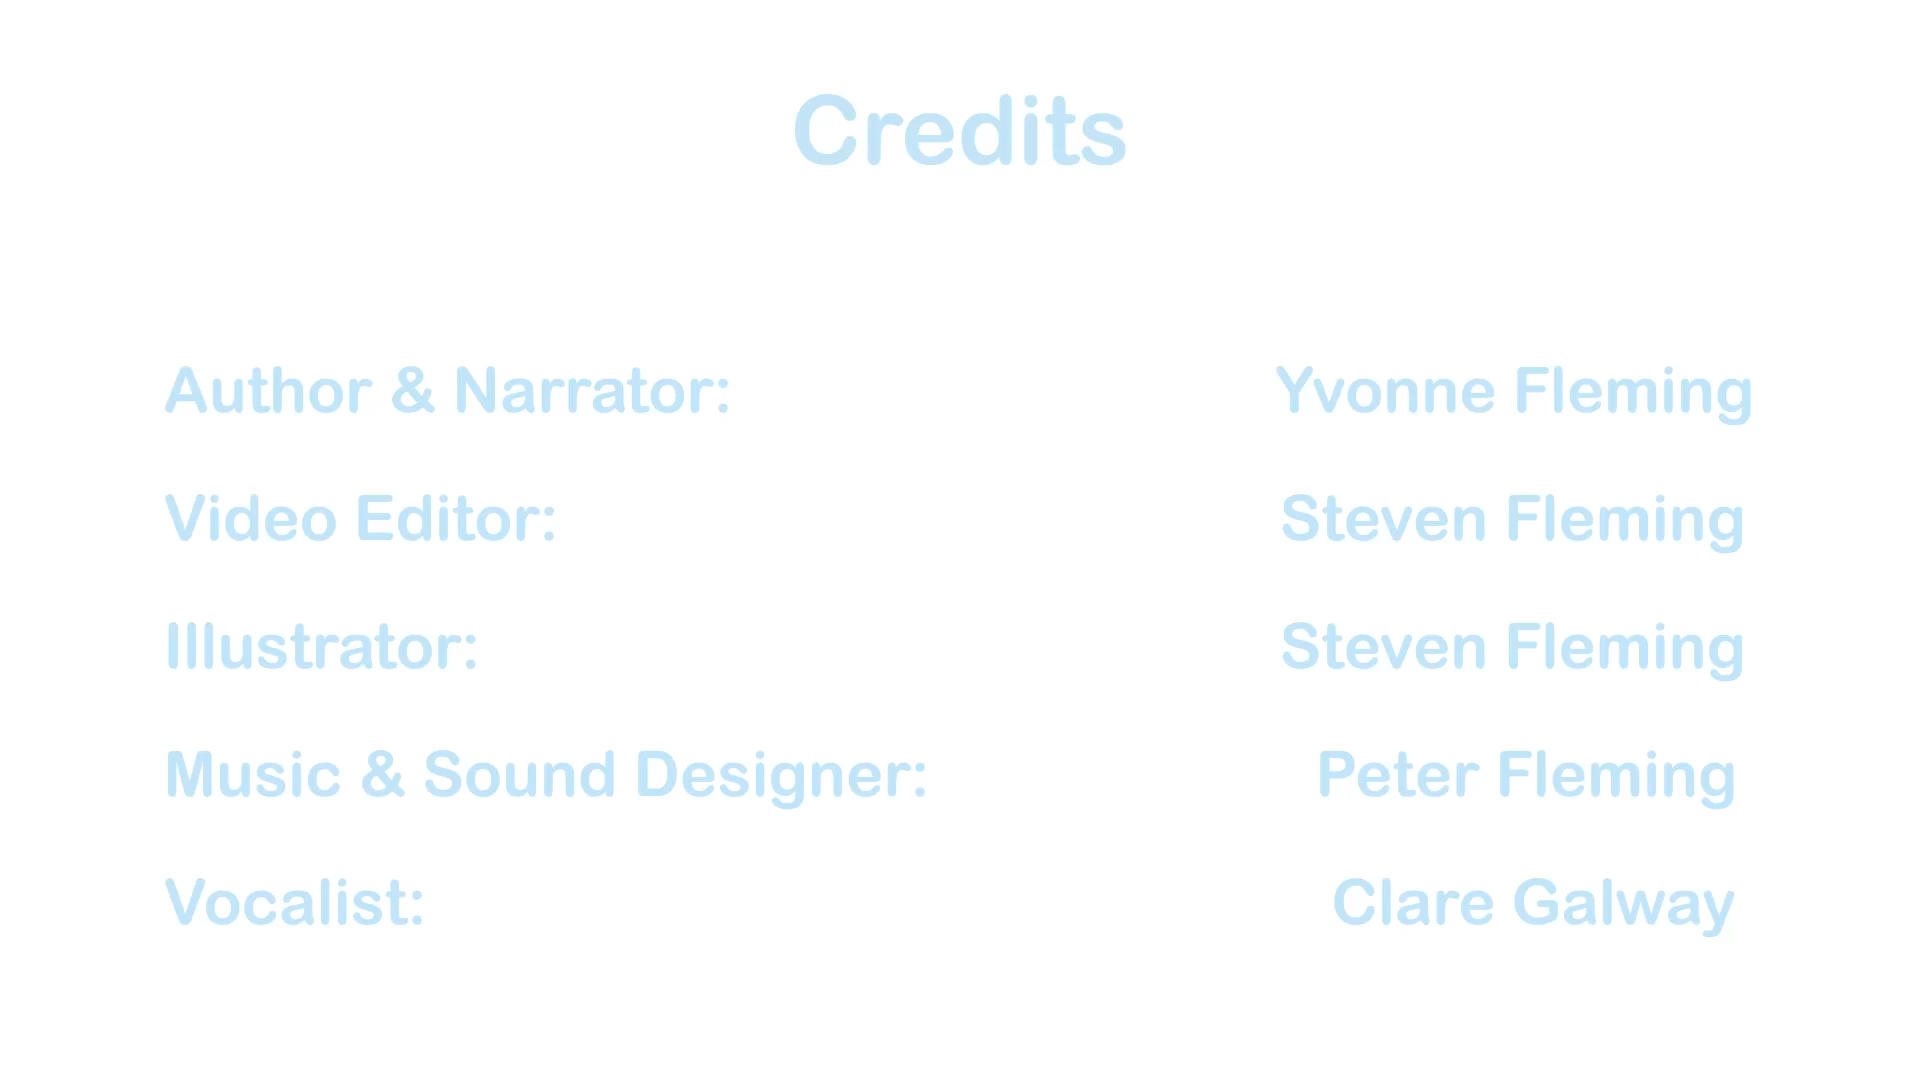 Credits
Author & Narrator: Yvonne Fleming
Video Editor: Steven Fleming
Illustrator: Steven Fleming
Music & Sound Designer: Peter Fleming
Vocalist: Clare Galway